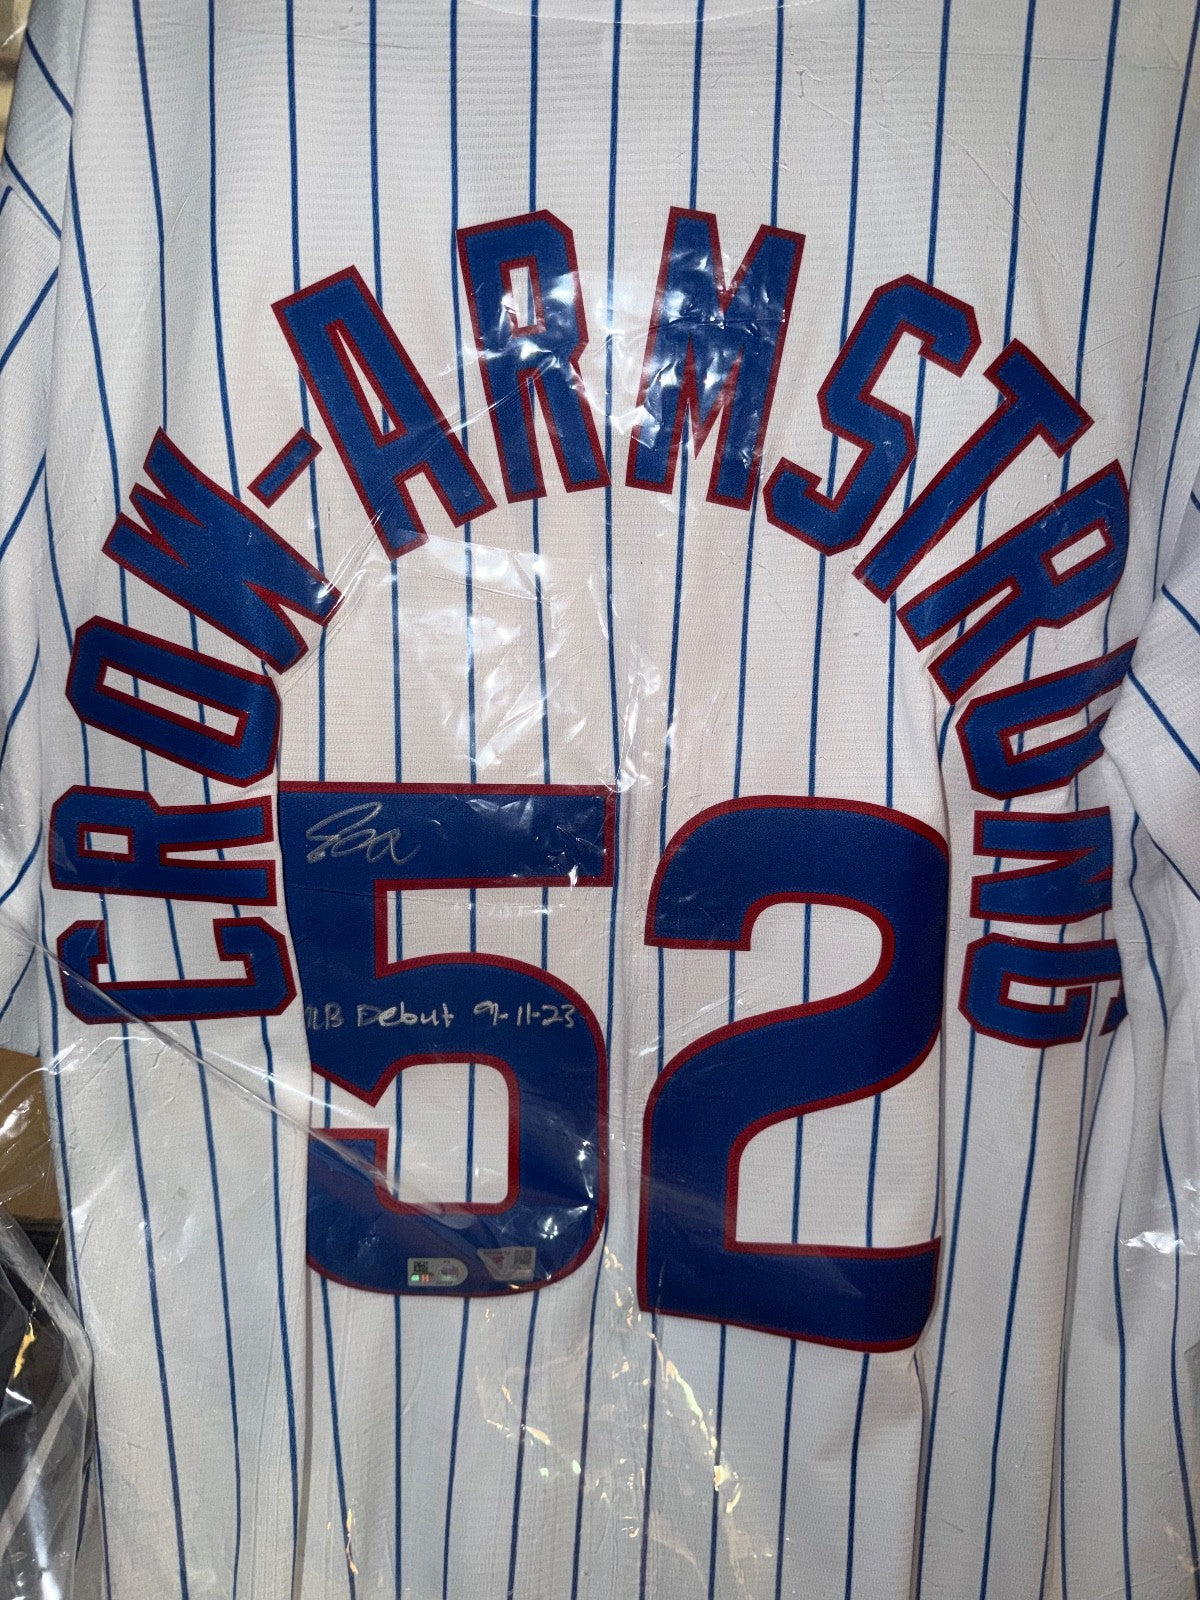 CROW-ARMSTRONG
52
MLB Debut 9-11-23